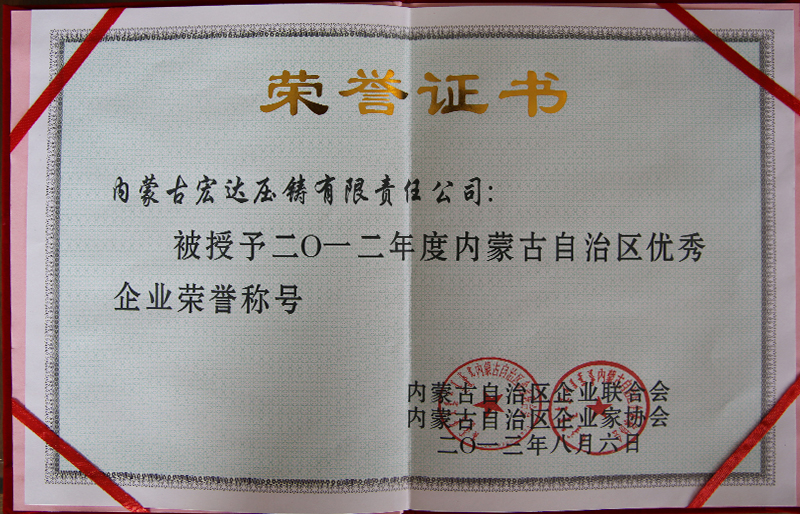 荣誉证书
内蒙古宏达压铸有限责任公司:
被授予二〇一二年度内蒙古自治区优秀
企业荣誉称号
内蒙古自治区企业联合会
内蒙古自治区企业家协会
二〇一三年八月六日